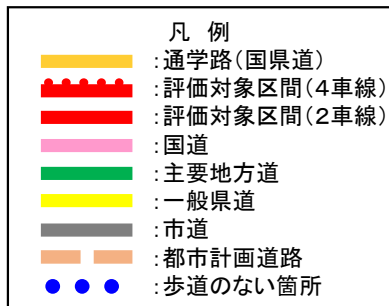 凡 例
:通学路(国県道)
:評価対象区間(4車線)
:評価対象区間(2車線)
:国道
:主要地方道
:一般県道
:市道
:都市計画道路
:歩道のない箇所